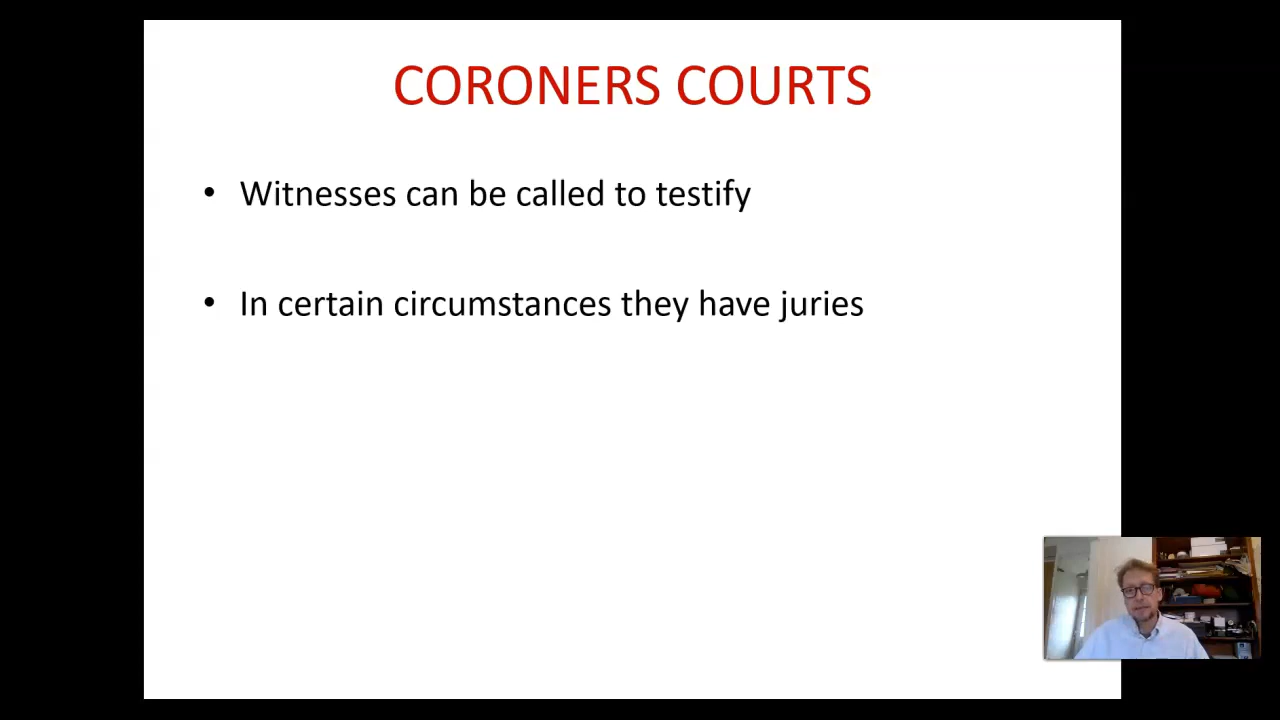 CORONERS COURTS
• Witnesses can be called to testify
• In certain circumstances they have juries